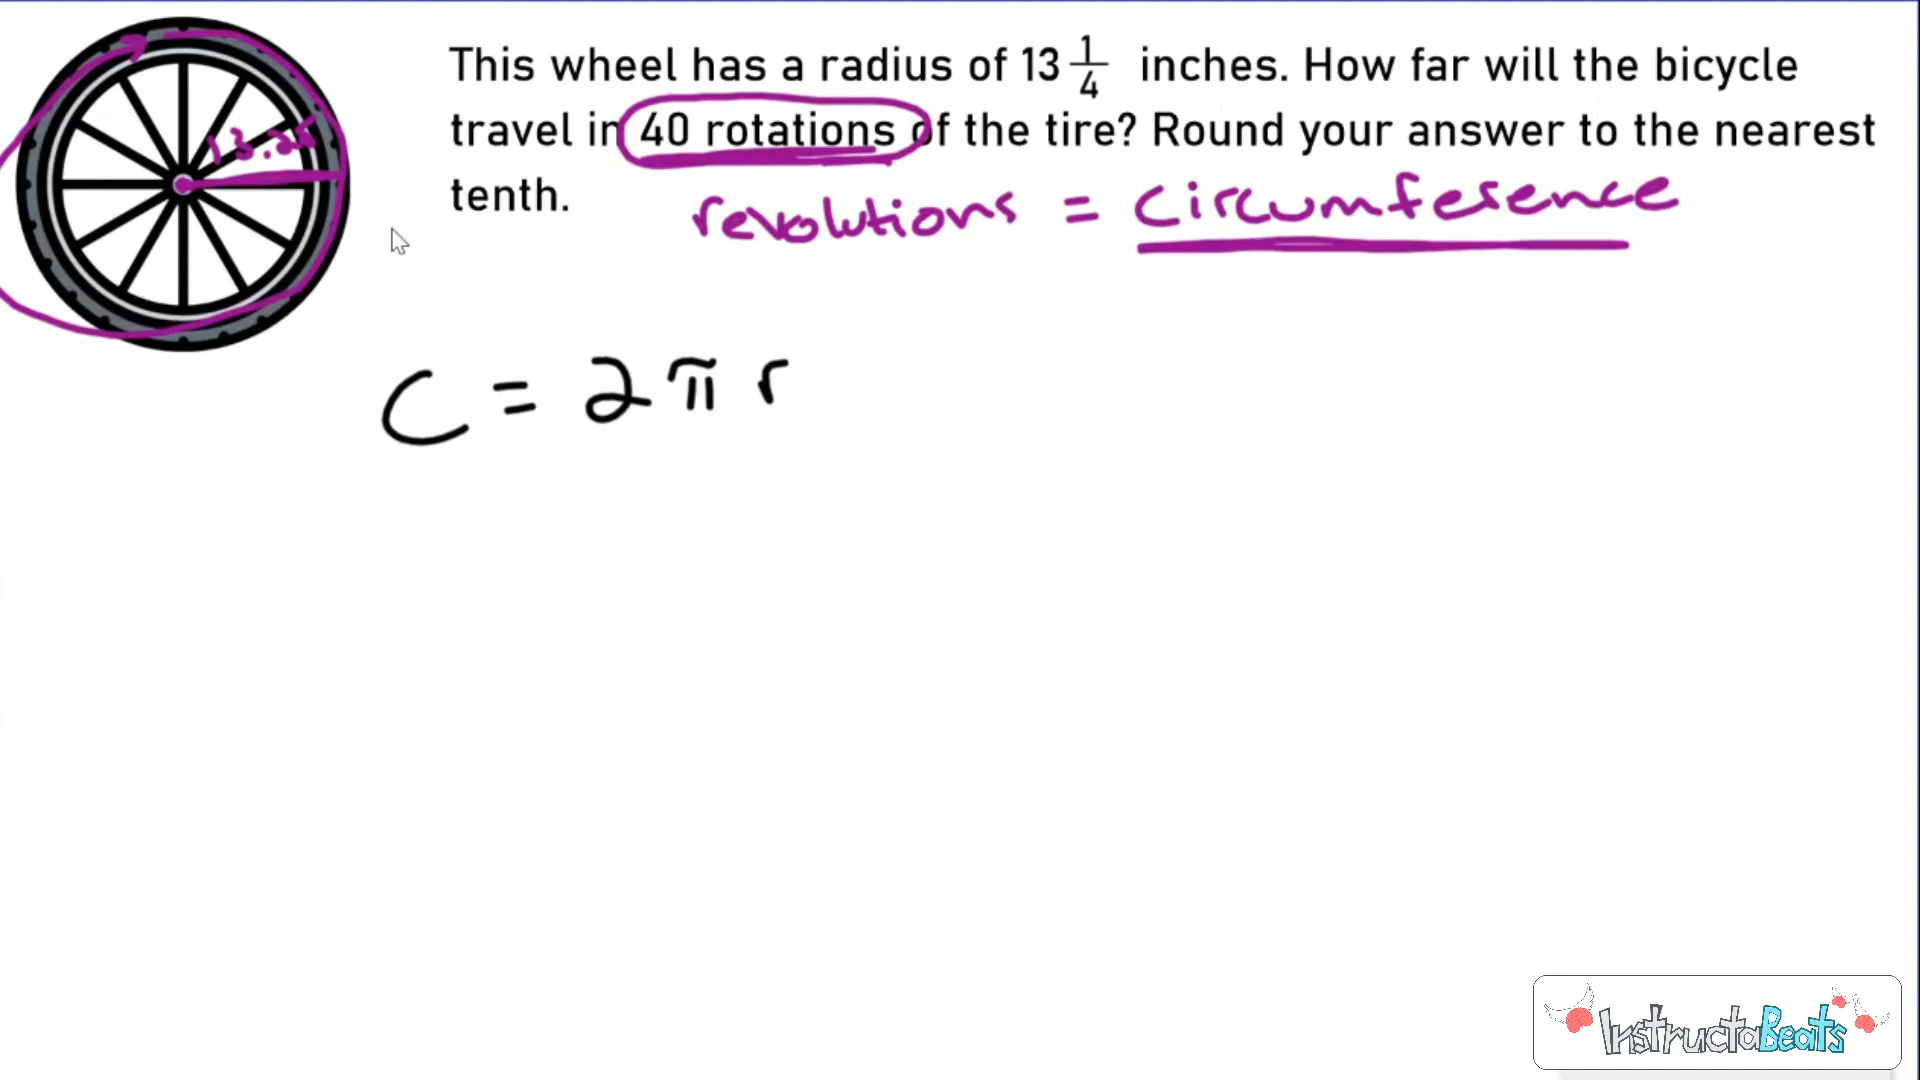 This wheel has a radius of 13 1/4 inches. How far will the bicycle
travel in 40 rotations of the tire? Round your answer to the nearest
tenth.
revolutions = circumference
13.25
C = 2 π r
InstructaBeats